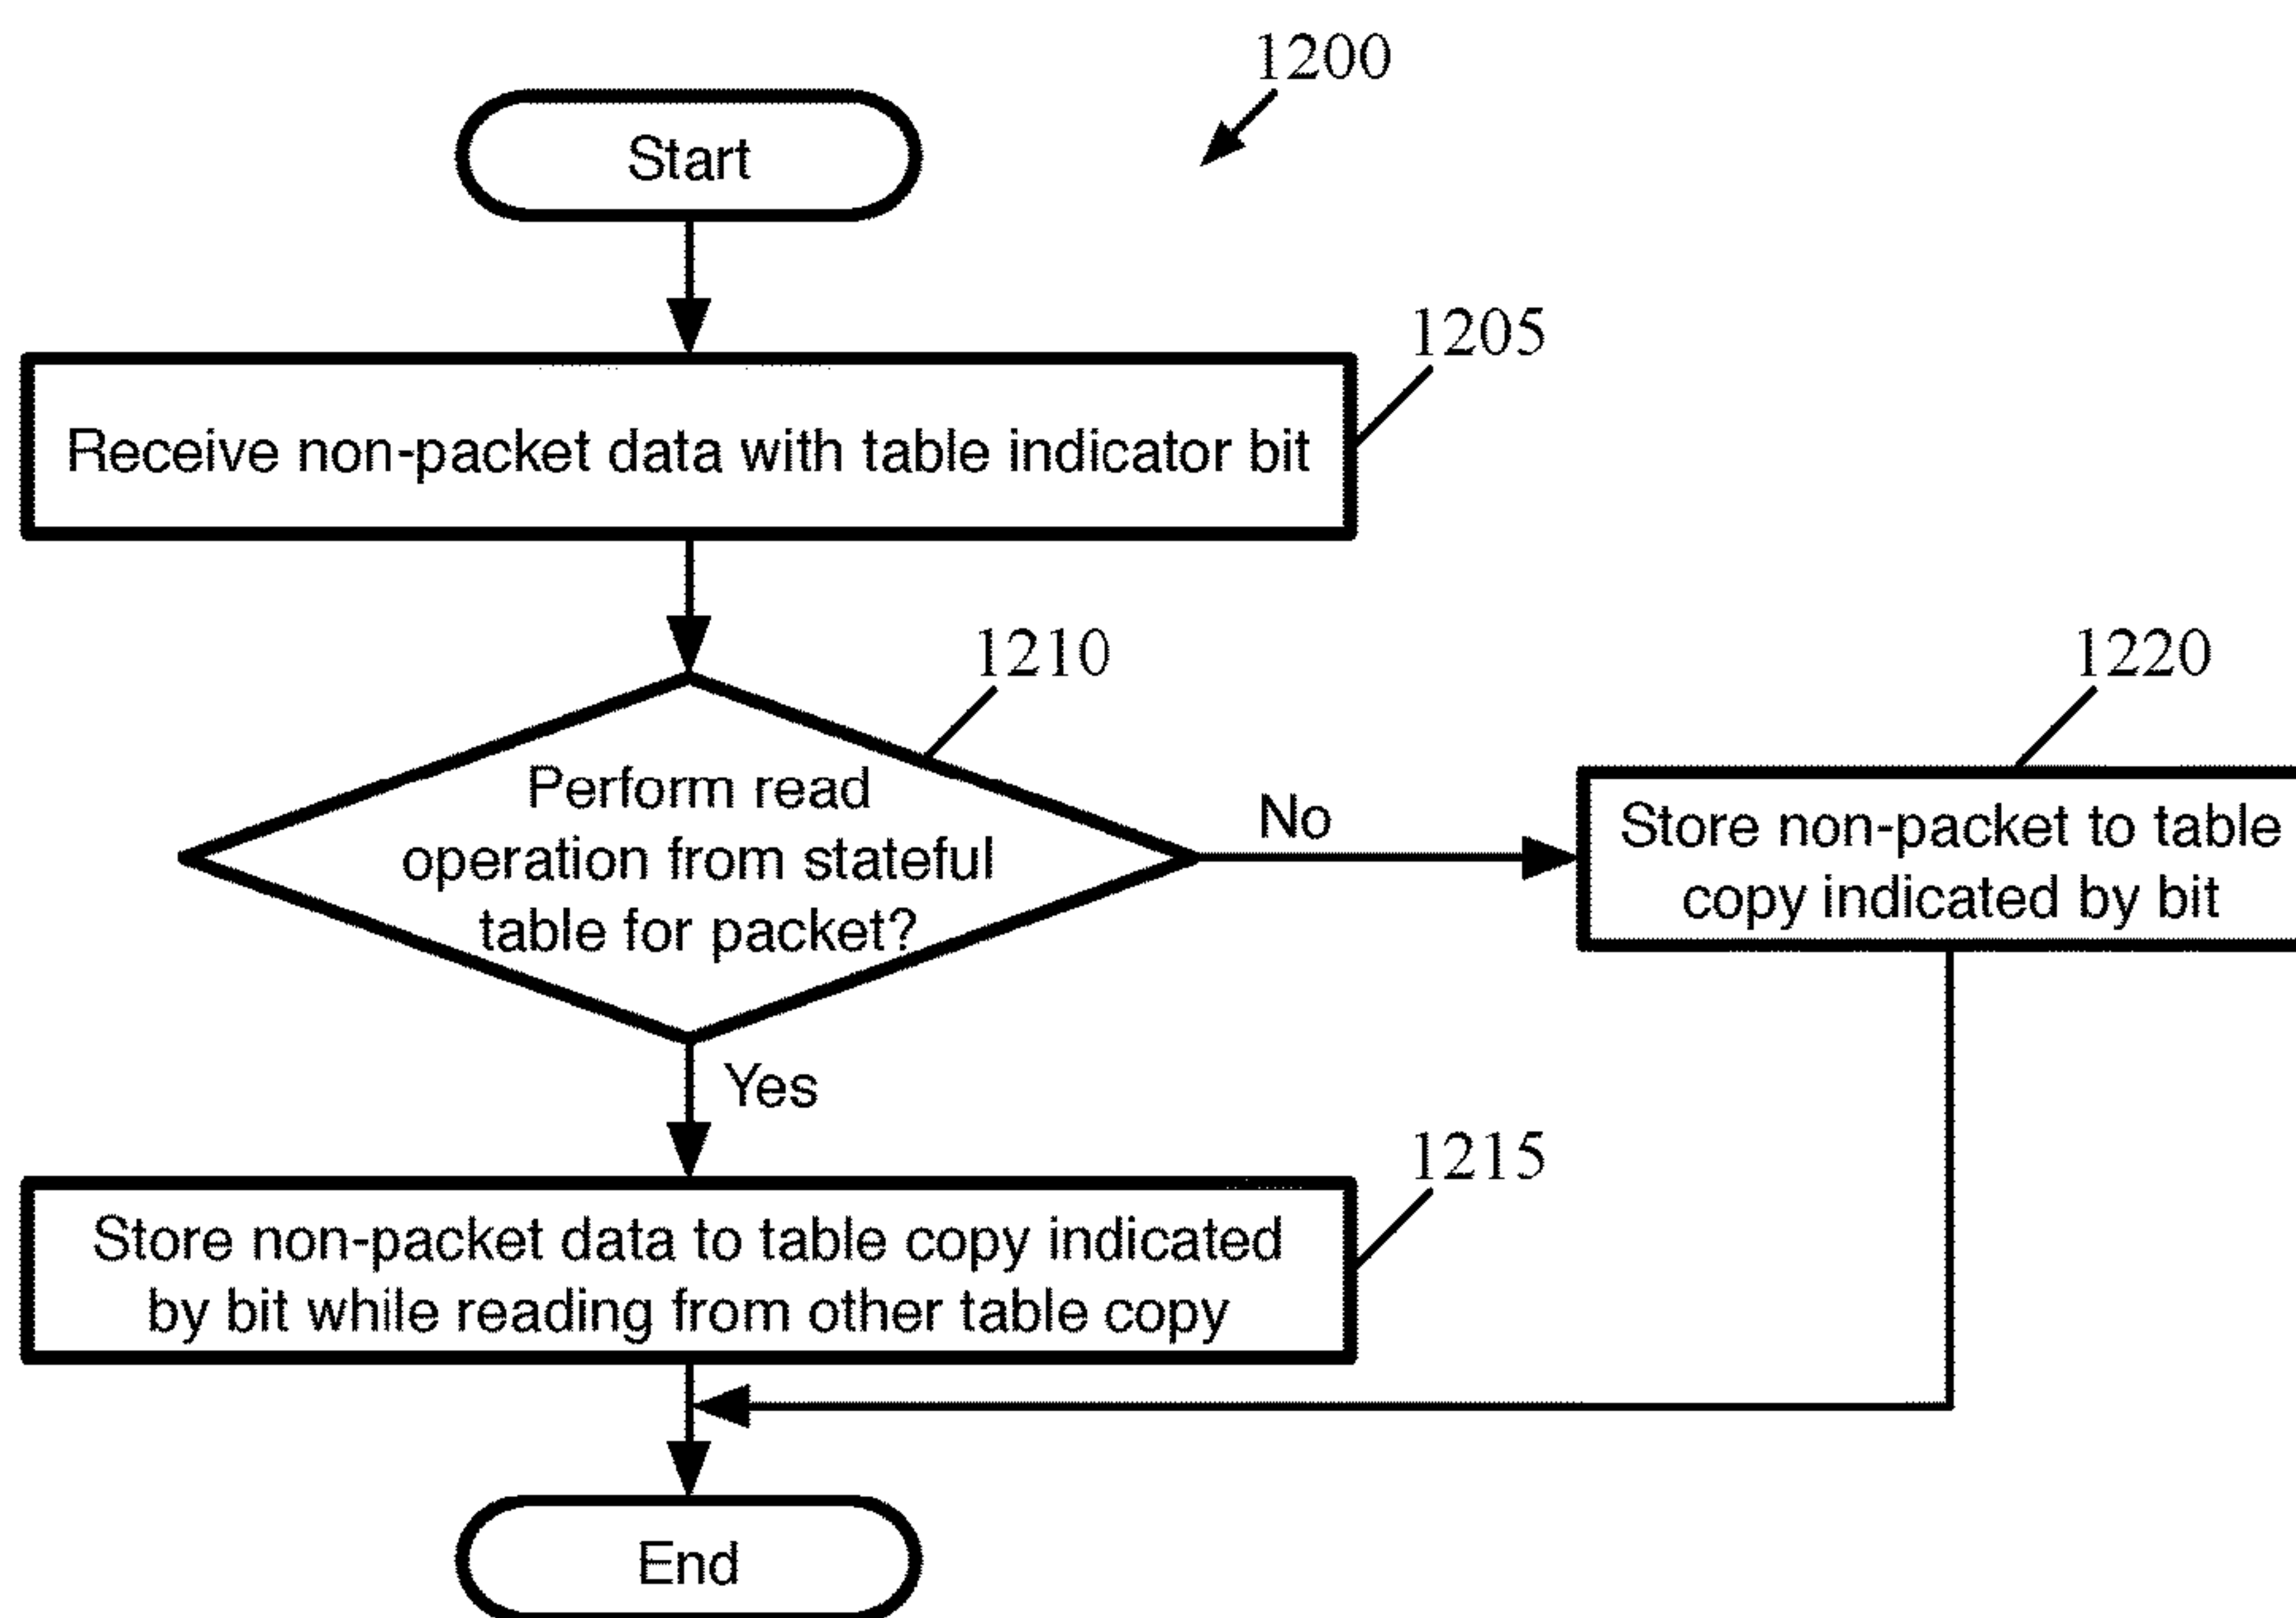 1200
Start
1205
Receive non-packet data with table indicator bit
1210
1220
Perform read
operation from stateful
table for packet?
No
Store non-packet to table
copy indicated by bit
Yes
1215
Store non-packet data to table copy indicated
by bit while reading from other table copy
End